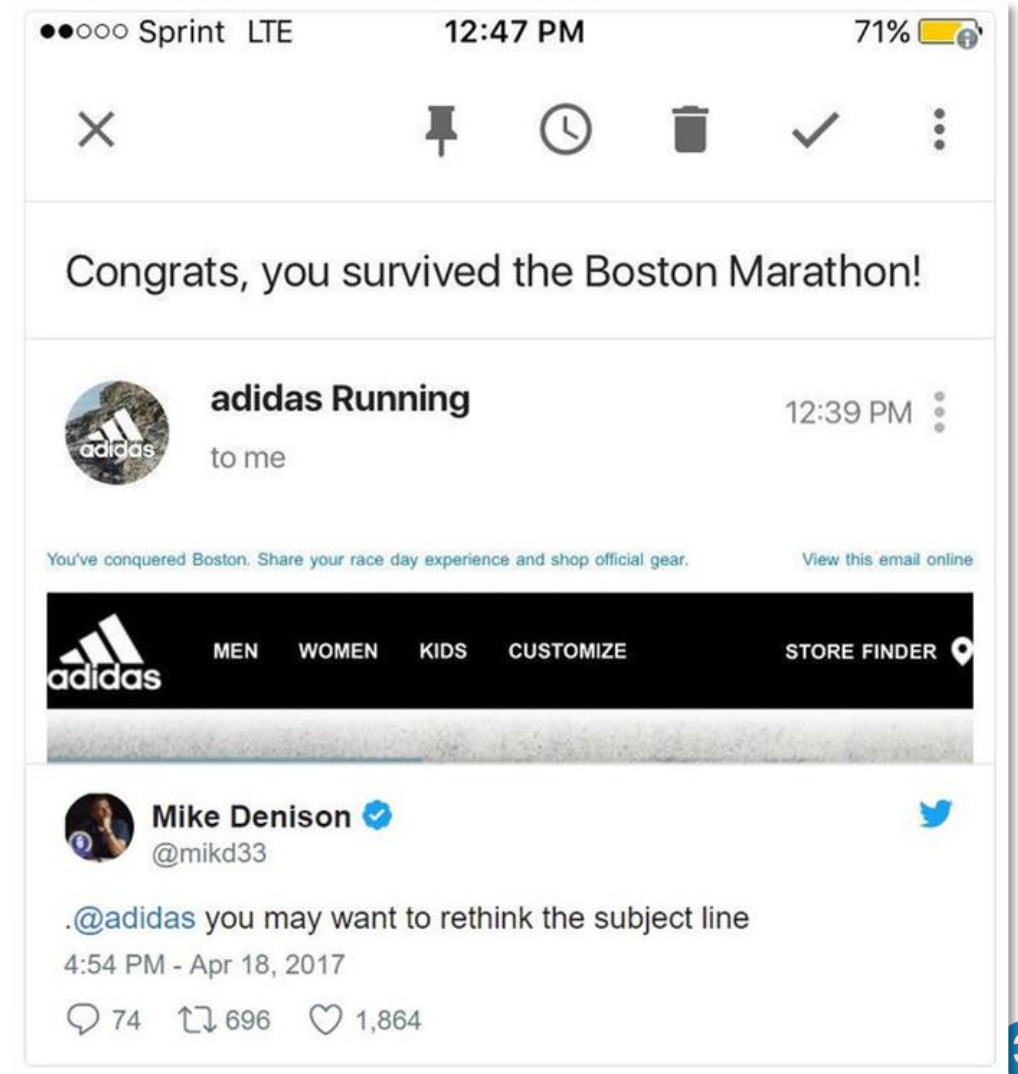 Sprint LTE 12:47 PM 71%
Congrats, you survived the Boston Marathon!
adidas Running 12:39 PM
to me
adidas
You've conquered Boston. Share your race day experience and shop official gear. View this email online
adidas MEN WOMEN KIDS CUSTOMIZE STORE FINDER
Mike Denison
@mikd33
.@adidas you may want to rethink the subject line
4:54 PM - Apr 18, 2017
74 696 1,864